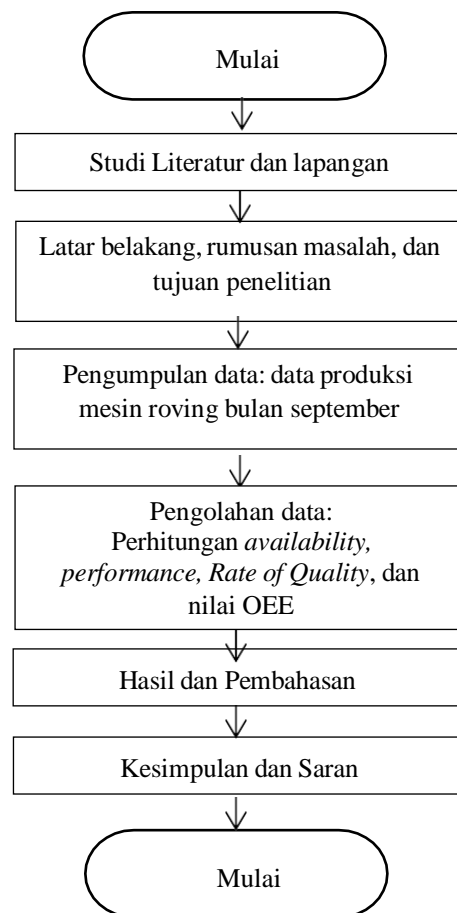 Mulai
Studi Literatur dan lapangan
Latar belakang, rumusan masalah, dan
tujuan penelitian
Pengumpulan data: data produksi
mesin roving bulan september
Pengolahan data:
Perhitungan availability,
performance, Rate of Quality, dan
nilai OEE
Hasil dan Pembahasan
Kesimpulan dan Saran
Mulai